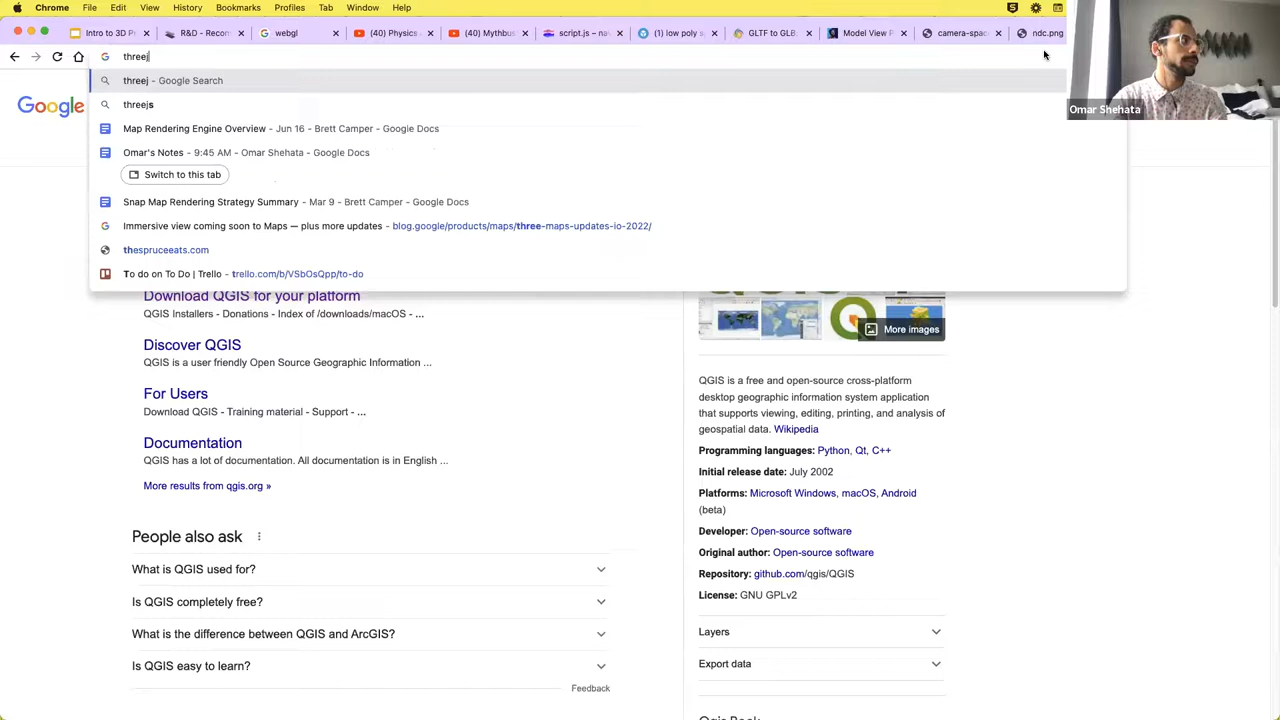 Chrome File Edit View History Bookmarks Profiles Tab Window Help
Intro to 3D Pr × R&D - Recon × webgl × (40) Physics × (40) Mythbus × script.js – na × (1) low poly s × GLTF to GLB × Model View P × camera-spac × ndc.png
threej
threej - Google Search
threejs
Map Rendering Engine Overview - Jun 16 - Brett Camper - Google Docs
Omar's Notes - 9:45 AM - Omar Shehata - Google Docs
Switch to this tab
Snap Map Rendering Strategy Summary - Mar 9 - Brett Camper - Google Docs
Immersive view coming soon to Maps — plus more updates - blog.google/products/maps/three-maps-updates-io-2022/
thespruceeats.com
To do on To Do | Trello - trello.com/b/VSbOsQpp/to-do
Omar Shehata
Google
Download QGIS for your platform
QGIS Installers - Donations - Index of /downloads/macOS - ...
Discover QGIS
QGIS is a user friendly Open Source Geographic Information ...
For Users
Download QGIS - Training material - Support - ...
Documentation
QGIS has a lot of documentation. All documentation is in English ...
More results from qgis.org »
People also ask
What is QGIS used for?
Is QGIS completely free?
What is the difference between QGIS and ArcGIS?
Is QGIS easy to learn?
Feedback
More images
QGIS is a free and open-source cross-platform
desktop geographic information system application
that supports viewing, editing, printing, and analysis of
geospatial data. Wikipedia
Programming languages: Python, Qt, C++
Initial release date: July 2002
Platforms: Microsoft Windows, macOS, Android
(beta)
Developer: Open-source software
Original author: Open-source software
Repository: github.com/qgis/QGIS
License: GNU GPLv2
Layers
Export data